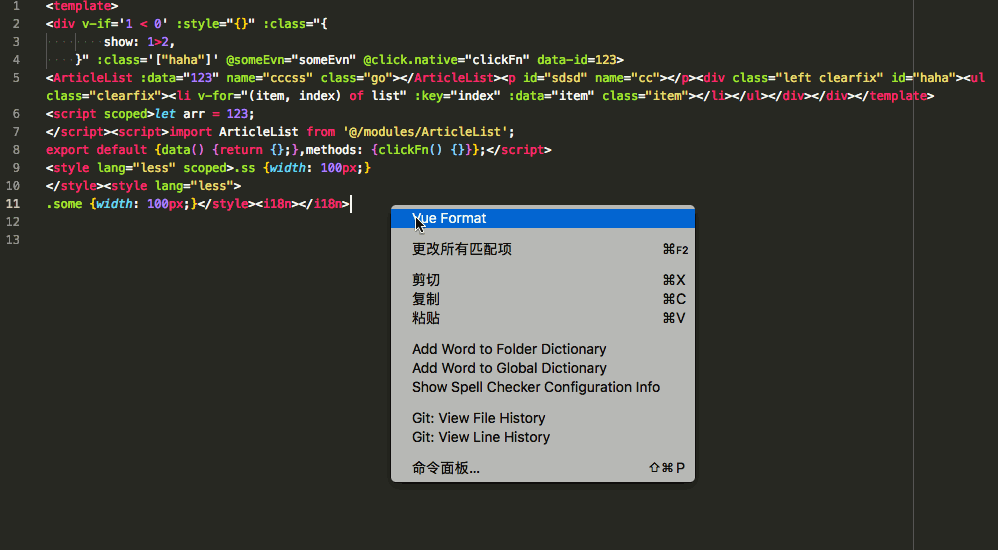 1 <template>
2 <div v-if='1 < 0' :style="{}" :class="{
3 show: 1>2,
4 }" :class='["haha"]' @someEvn="someEvn" @click.native="clickFn" data-id=123>
5 <ArticleList :data="123" name="cccss" class="go"></ArticleList><p id="sdsd" name="cc"></p><div class="left clearfix" id="haha"><ul
class="clearfix"><li v-for="(item, index) of list" :key="index" :data="item" class="item"></li></ul></div></div></template>
6 <script scoped>let arr = 123;
7 </script><script>import ArticleList from '@/modules/ArticleList';
8 export default {data() {return {};},methods: {clickFn() {}}};</script>
9 <style lang="less" scoped>.ss {width: 100px;}
10 </style><style lang="less">
11 .some {width: 100px;}</style><i18n></i18n>
12
13
Vue Format
更改所有匹配项 ⌘F2
剪切 ⌘X
复制 ⌘C
粘贴 ⌘V
Add Word to Folder Dictionary
Add Word to Global Dictionary
Show Spell Checker Configuration Info
Git: View File History
Git: View Line History
命令面板... ⇧⌘P